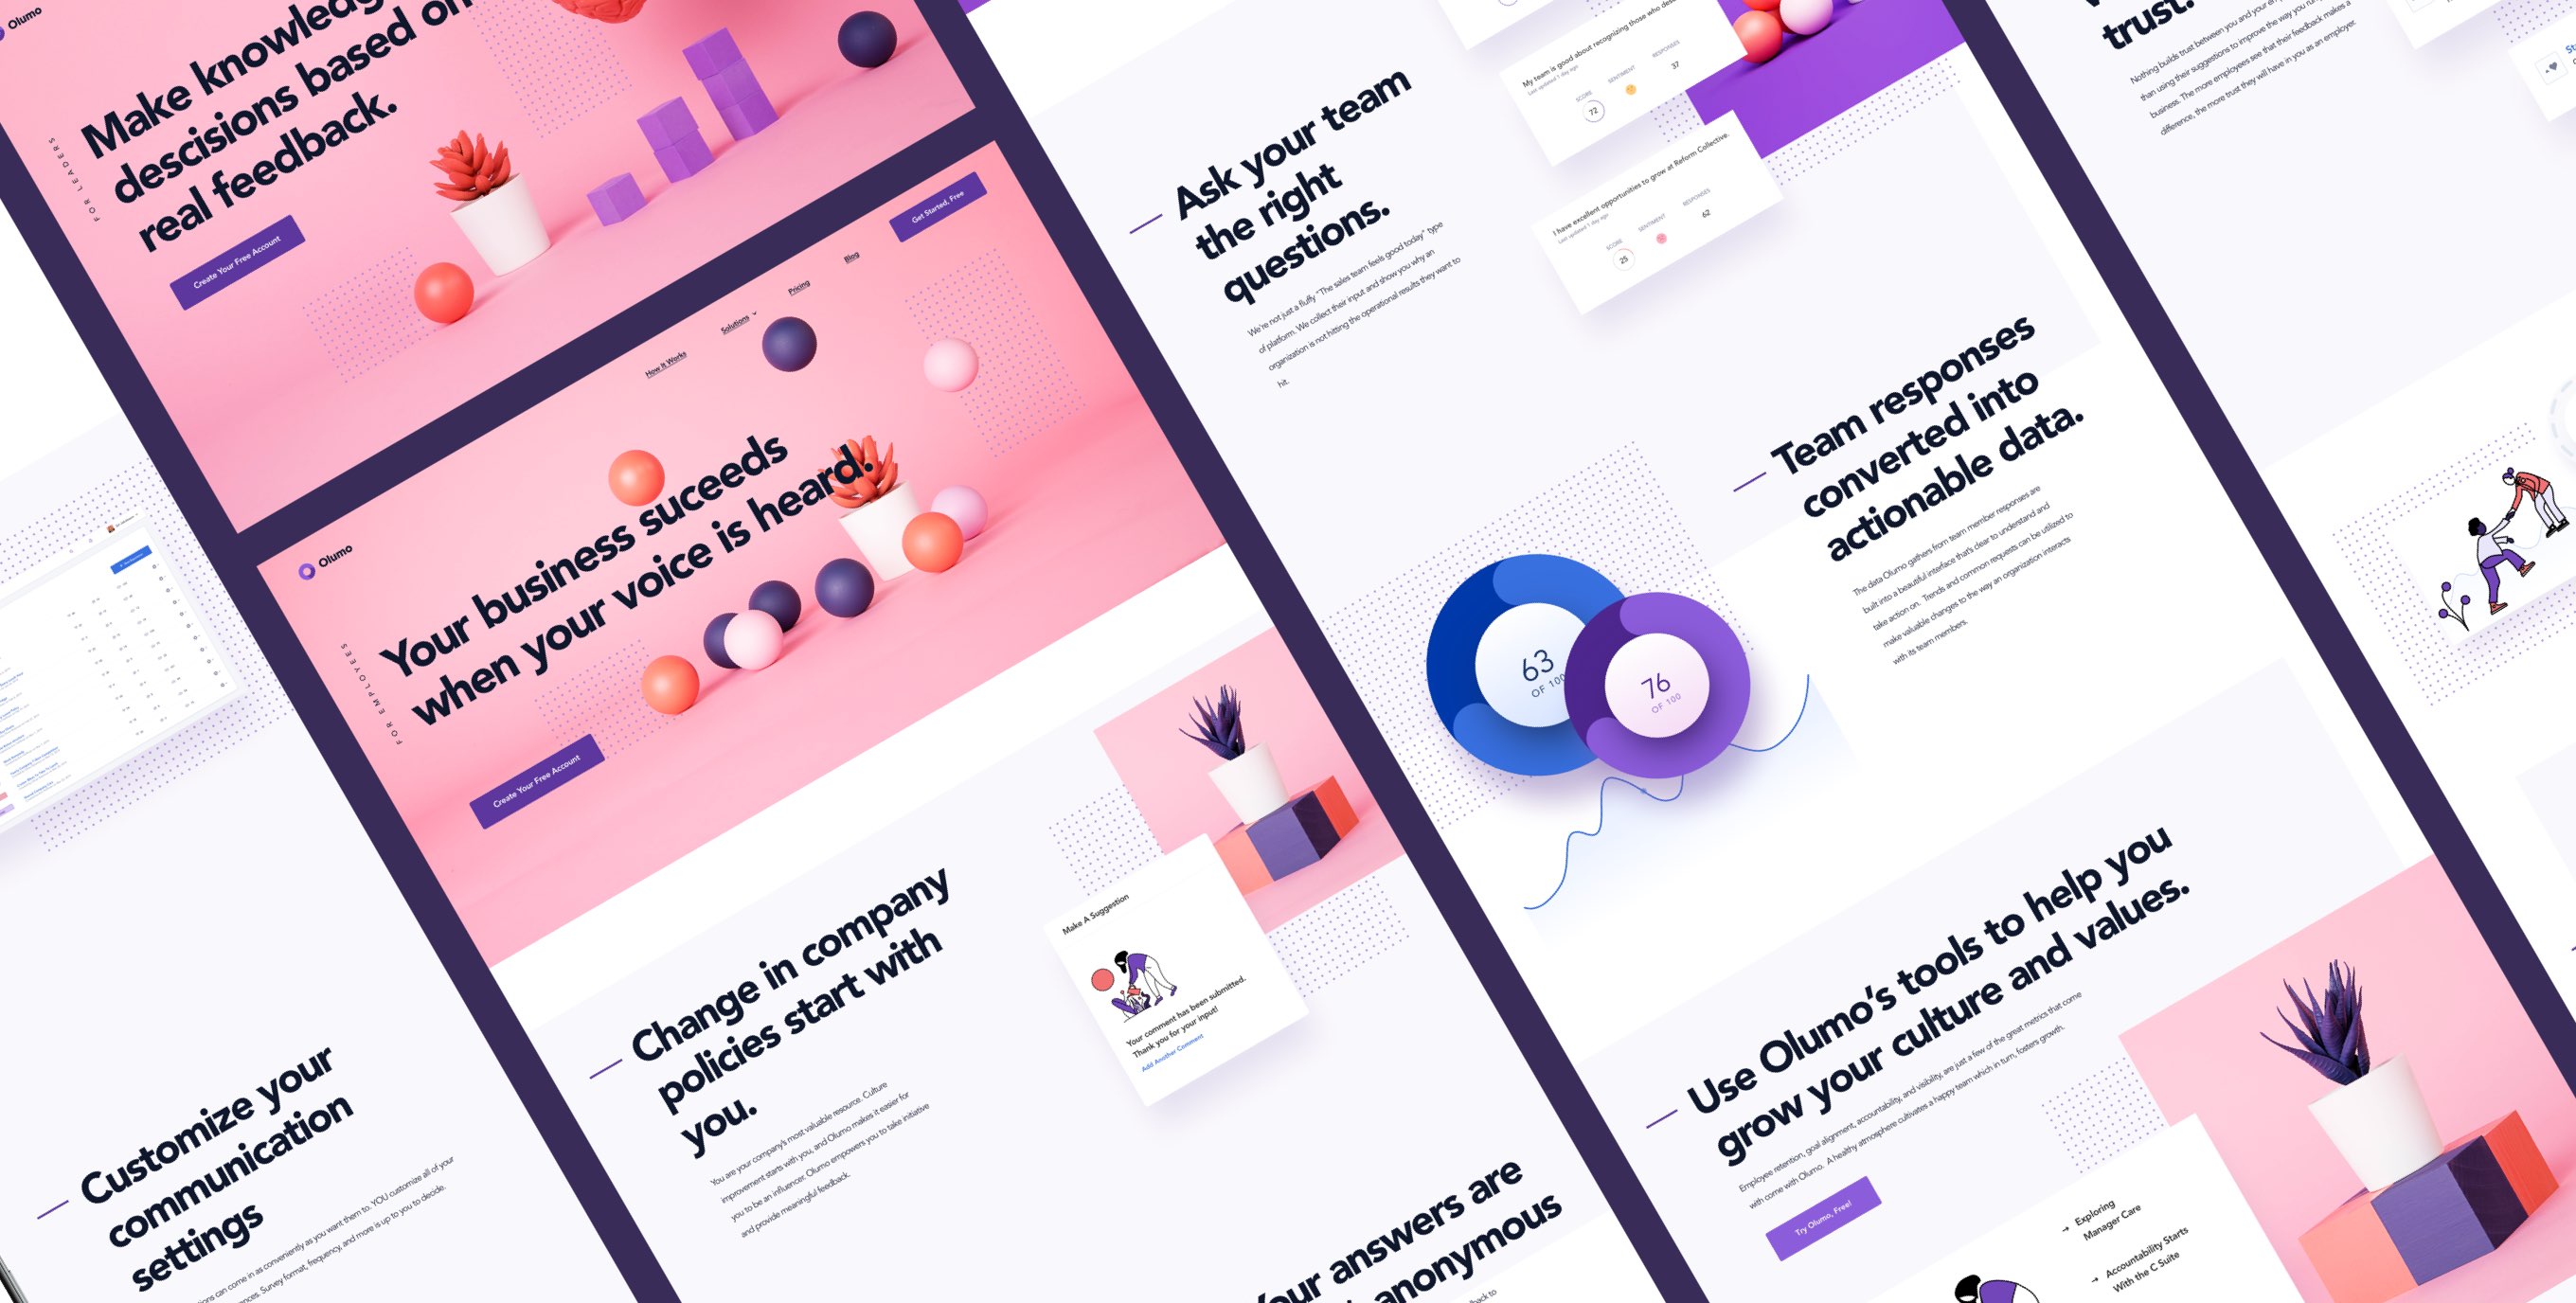 Olumo
FOR LEADERS
Make
descisions based on
real feedback.
Create Your Free Account
Olumo
How It Works
Solutions
Pricing
Blog
Get Started, Free
FOR EMPLOYEES
Your business suceeds
when your voice is heard.
Create Your Free Account
Change in company
policies start with
you.
You are your company's most valuable resource. Culture
improvement starts with you, and Olumo makes it easier for
you to be an influencer. Olumo empowers you to take initiative
and provide meaningful feedback.
Make A Suggestion
Your comment has been submitted.
Thank you for your input!
Add Another Comment
answers are
anonymous
Customize your
communication
settings
can come in as conveniently as you want them to. YOU customize all of your
Survey format, frequency, and more is up to you to decide.
Ask your team
the right
questions.
We're not just a fluffy "The sales team feels good today" type
of platform. We collect their input and show you why an
organization is not hitting the operational results they want to
hit.
My team is good about recognizing those who
Last updated 1 day ago
SCORE
72
SENTIMENT
RESPONSES
37
I have excellent opportunities to grow at Reform Collective.
Last updated 1 day ago
SCORE
25
SENTIMENT
RESPONSES
62
Team responses
converted into
actionable data.
The data Olumo gathers from team member responses are
built into a beautiful interface that's clear to understand and
take action on. Trends and common requests can be utilized to
make valuable changes to the way an organization interacts
with its team members.
63
OF 100
76
OF 100
Use Olumo's tools to help you
grow your culture and values.
Employee retention, goal alignment, accountability, and visibility, are just a few of the great metrics that come
with come with Olumo. A healthy atmosphere cultivates a happy team which in turn, fosters growth.
Try Olumo, Free!
→ Exploring
Manager Care
→ Accountability Starts
With the C Suite
trust.
Nothing builds trust between you and your
than using their suggestions to improve the way you
business. The more employees see that their feedback makes a
difference, the more trust they will have in you as an employer.